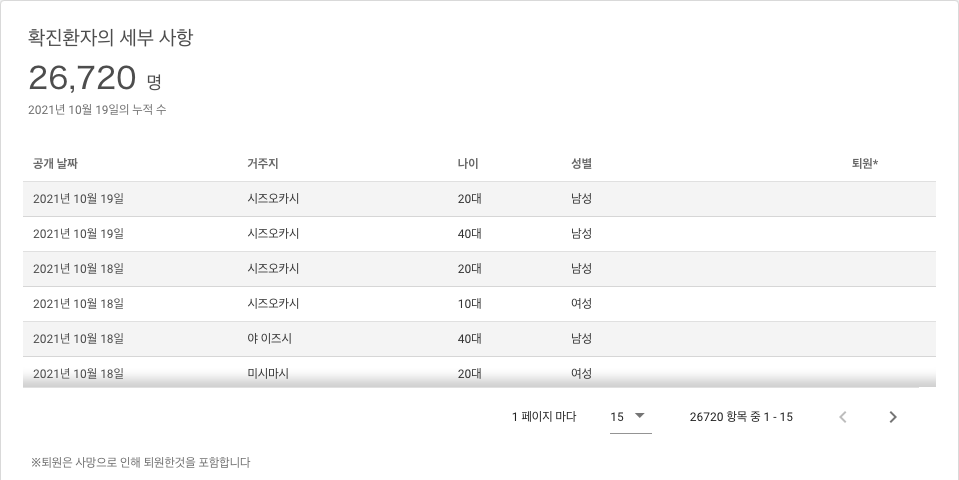 확진환자의 세부 사항
26,720 명
2021년 10월 19일의 누적 수
공개 날짜 거주지 나이 성별 퇴원*
2021년 10월 19일 시즈오카시 20대 남성
2021년 10월 19일 시즈오카시 40대 남성
2021년 10월 18일 시즈오카시 20대 남성
2021년 10월 18일 시즈오카시 10대 여성
2021년 10월 18일 야 이즈시 40대 남성
2021년 10월 18일 미시마시 20대 여성
1 페이지 마다 15 26720 항목 중 1 - 15
※퇴원은 사망으로 인해 퇴원한것을 포함합니다